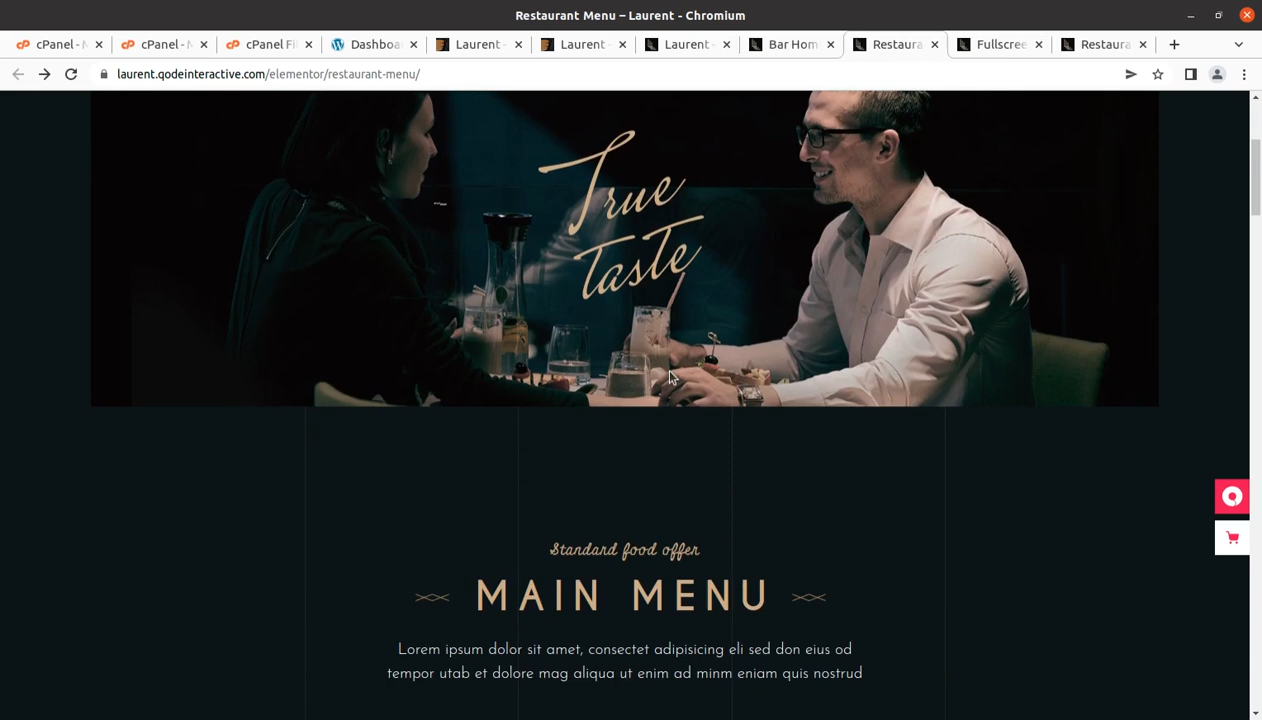 Restaurant Menu – Laurent - Chromium
cPanel - M
cPanel - M
cPanel Fi
Dashboa
Laurent -
Laurent -
Laurent -
Bar Hom
Restaura
Fullscree
Restaura
laurent.qodeinteractive.com/elementor/restaurant-menu/
True
taste
Standard food offer
MAIN MENU
Lorem ipsum dolor sit amet, consectet adipisicing eli sed don eius od
tempor utab et dolore mag aliqua ut enim ad minm eniam quis nostrud